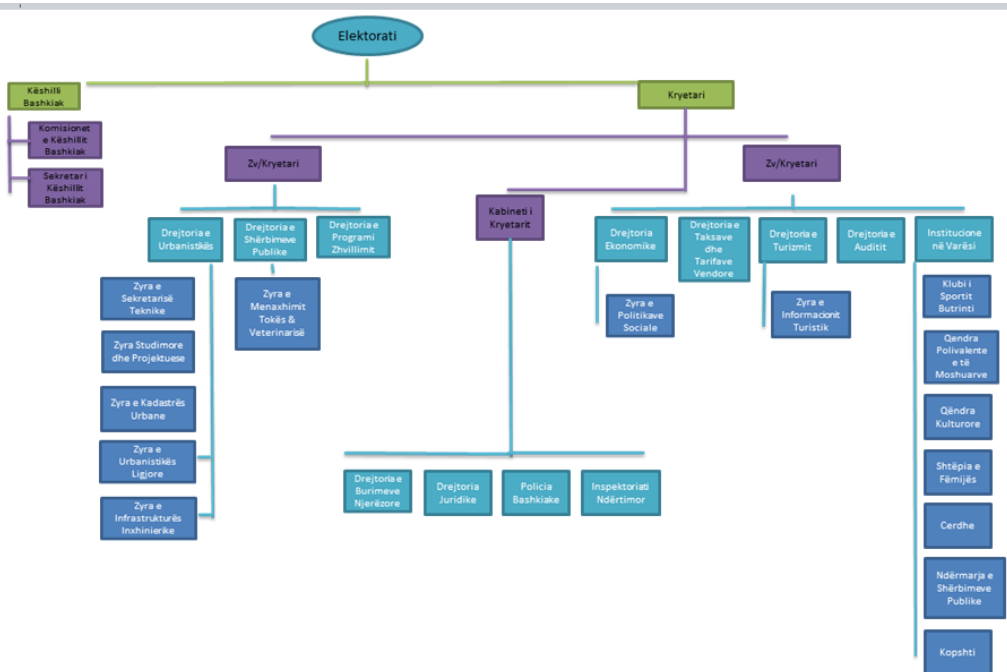 Elektorati
Këshilli
Bashkiak
Kryetari
Komisionet
e Këshillit
Bashkiak
Sekretari
Këshillit
Bashkiak
Zv/Kryetari
Zv/Kryetari
Kabineti i
Kryetarit
Drejtoria e
Urbanistikës
Drejtoria e
Shërbimeve
Publike
Drejtoria e
Programi
Zhvillimit
Drejtoria
Ekonomike
Drejtoria e
Taksave
dhe
Tarifave
Vendore
Drejtoria e
Turizmit
Drejtoria e
Auditit
Institucione
në Varësi
Zyra e
Sekretarisë
Teknike
Zyra Studimore
dhe Projektuese
Zyra e Kadastrës
Urbane
Zyra e
Urbanistikës
Ligjore
Zyra e
Infrastrukturës
Inxhinierike
Zyra e
Menaxhimit
Tokës &
Veterinarisë
Zyra e
Politikave
Sociale
Zyra e
Informacionit
Turistik
Klubi i
Sportit
Butrinti
Qendra
Polivalente
e të
Moshuarve
Qëndra
Kulturore
Shtëpia e
Fëmijës
Cerdhe
Ndërmarja e
Shërbimeve
Publike
Kopshti
Drejtoria e
Burimeve
Njerëzore
Drejtoria
Juridike
Policia
Bashkiake
Inspektoriati
Ndërtimor